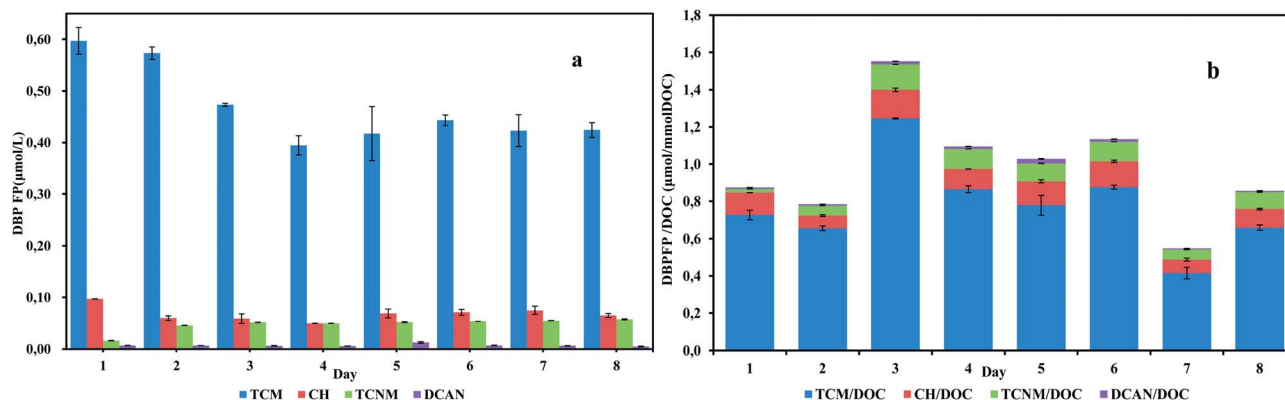 0,60
0,50
0,40
0,30
0,20
0,10
0,00
DBP FP(μmol/L)
a
1 2 3 4 5 6 7 8
Day
TCM CH TCNM DCAN
1,8
1,6
1,4
1,2
1,0
0,8
0,6
0,4
0,2
0,0
DBPFP /DOC (μmol/mmolDOC)
b
1 2 3 4 5 6 7 8
Day
TCM/DOC CH/DOC TCNM/DOC DCAN/DOC